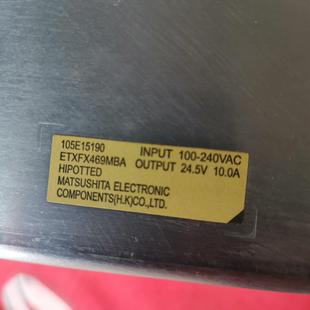 105E15190 INPUT 100-240VAC
ETXFX469MBA OUTPUT 24.5V 10.0A
HIPOTTED
MATSUSHITA ELECTRONIC
COMPONENTS(H.K)CO.,LTD.